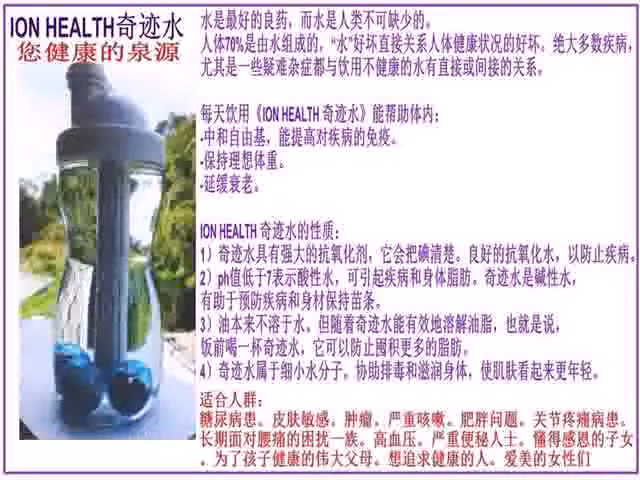 ION HEALTH奇迹水
您健康的泉源
水是最好的良药，而水是人类不可缺少的。
人体70%是由水组成的，“水”好坏直接关系人体健康状况的好坏。绝大多数疾病，
尤其是一些疑难杂症都与饮用不健康的水有直接或间接的关系。
每天饮用《ION HEALTH 奇迹水》能帮助体内：
-中和自由基，能提高对疾病的免疫。
-保持理想体重。
-延缓衰老。
ION HEALTH 奇迹水的性质：
1）奇迹水具有强大的抗氧化剂，它会把碘清楚。良好的抗氧化水，以防止疾病。
2）ph值低于7表示酸性水，可引起疾病和身体脂肪。奇迹水是碱性水，
有助于预防疾病和身材保持苗条。
3）油本来不溶于水。但随着奇迹水能有效地溶解油脂，也就是说，
饭前喝一杯奇迹水，它可以防止囤积更多的脂肪。
4）奇迹水属于细小水分子。协助排毒和滋润身体，使肌肤看起来更年轻。
适合人群：
糖尿病患。皮肤敏感。肿瘤。严重咳嗽。肥胖问题。关节疼痛病患。
长期面对腰痛的困扰一族。高血压。严重便秘人士。懂得感恩的子女
。为了孩子健康的伟大父母。想追求健康的人。爱美的女性们